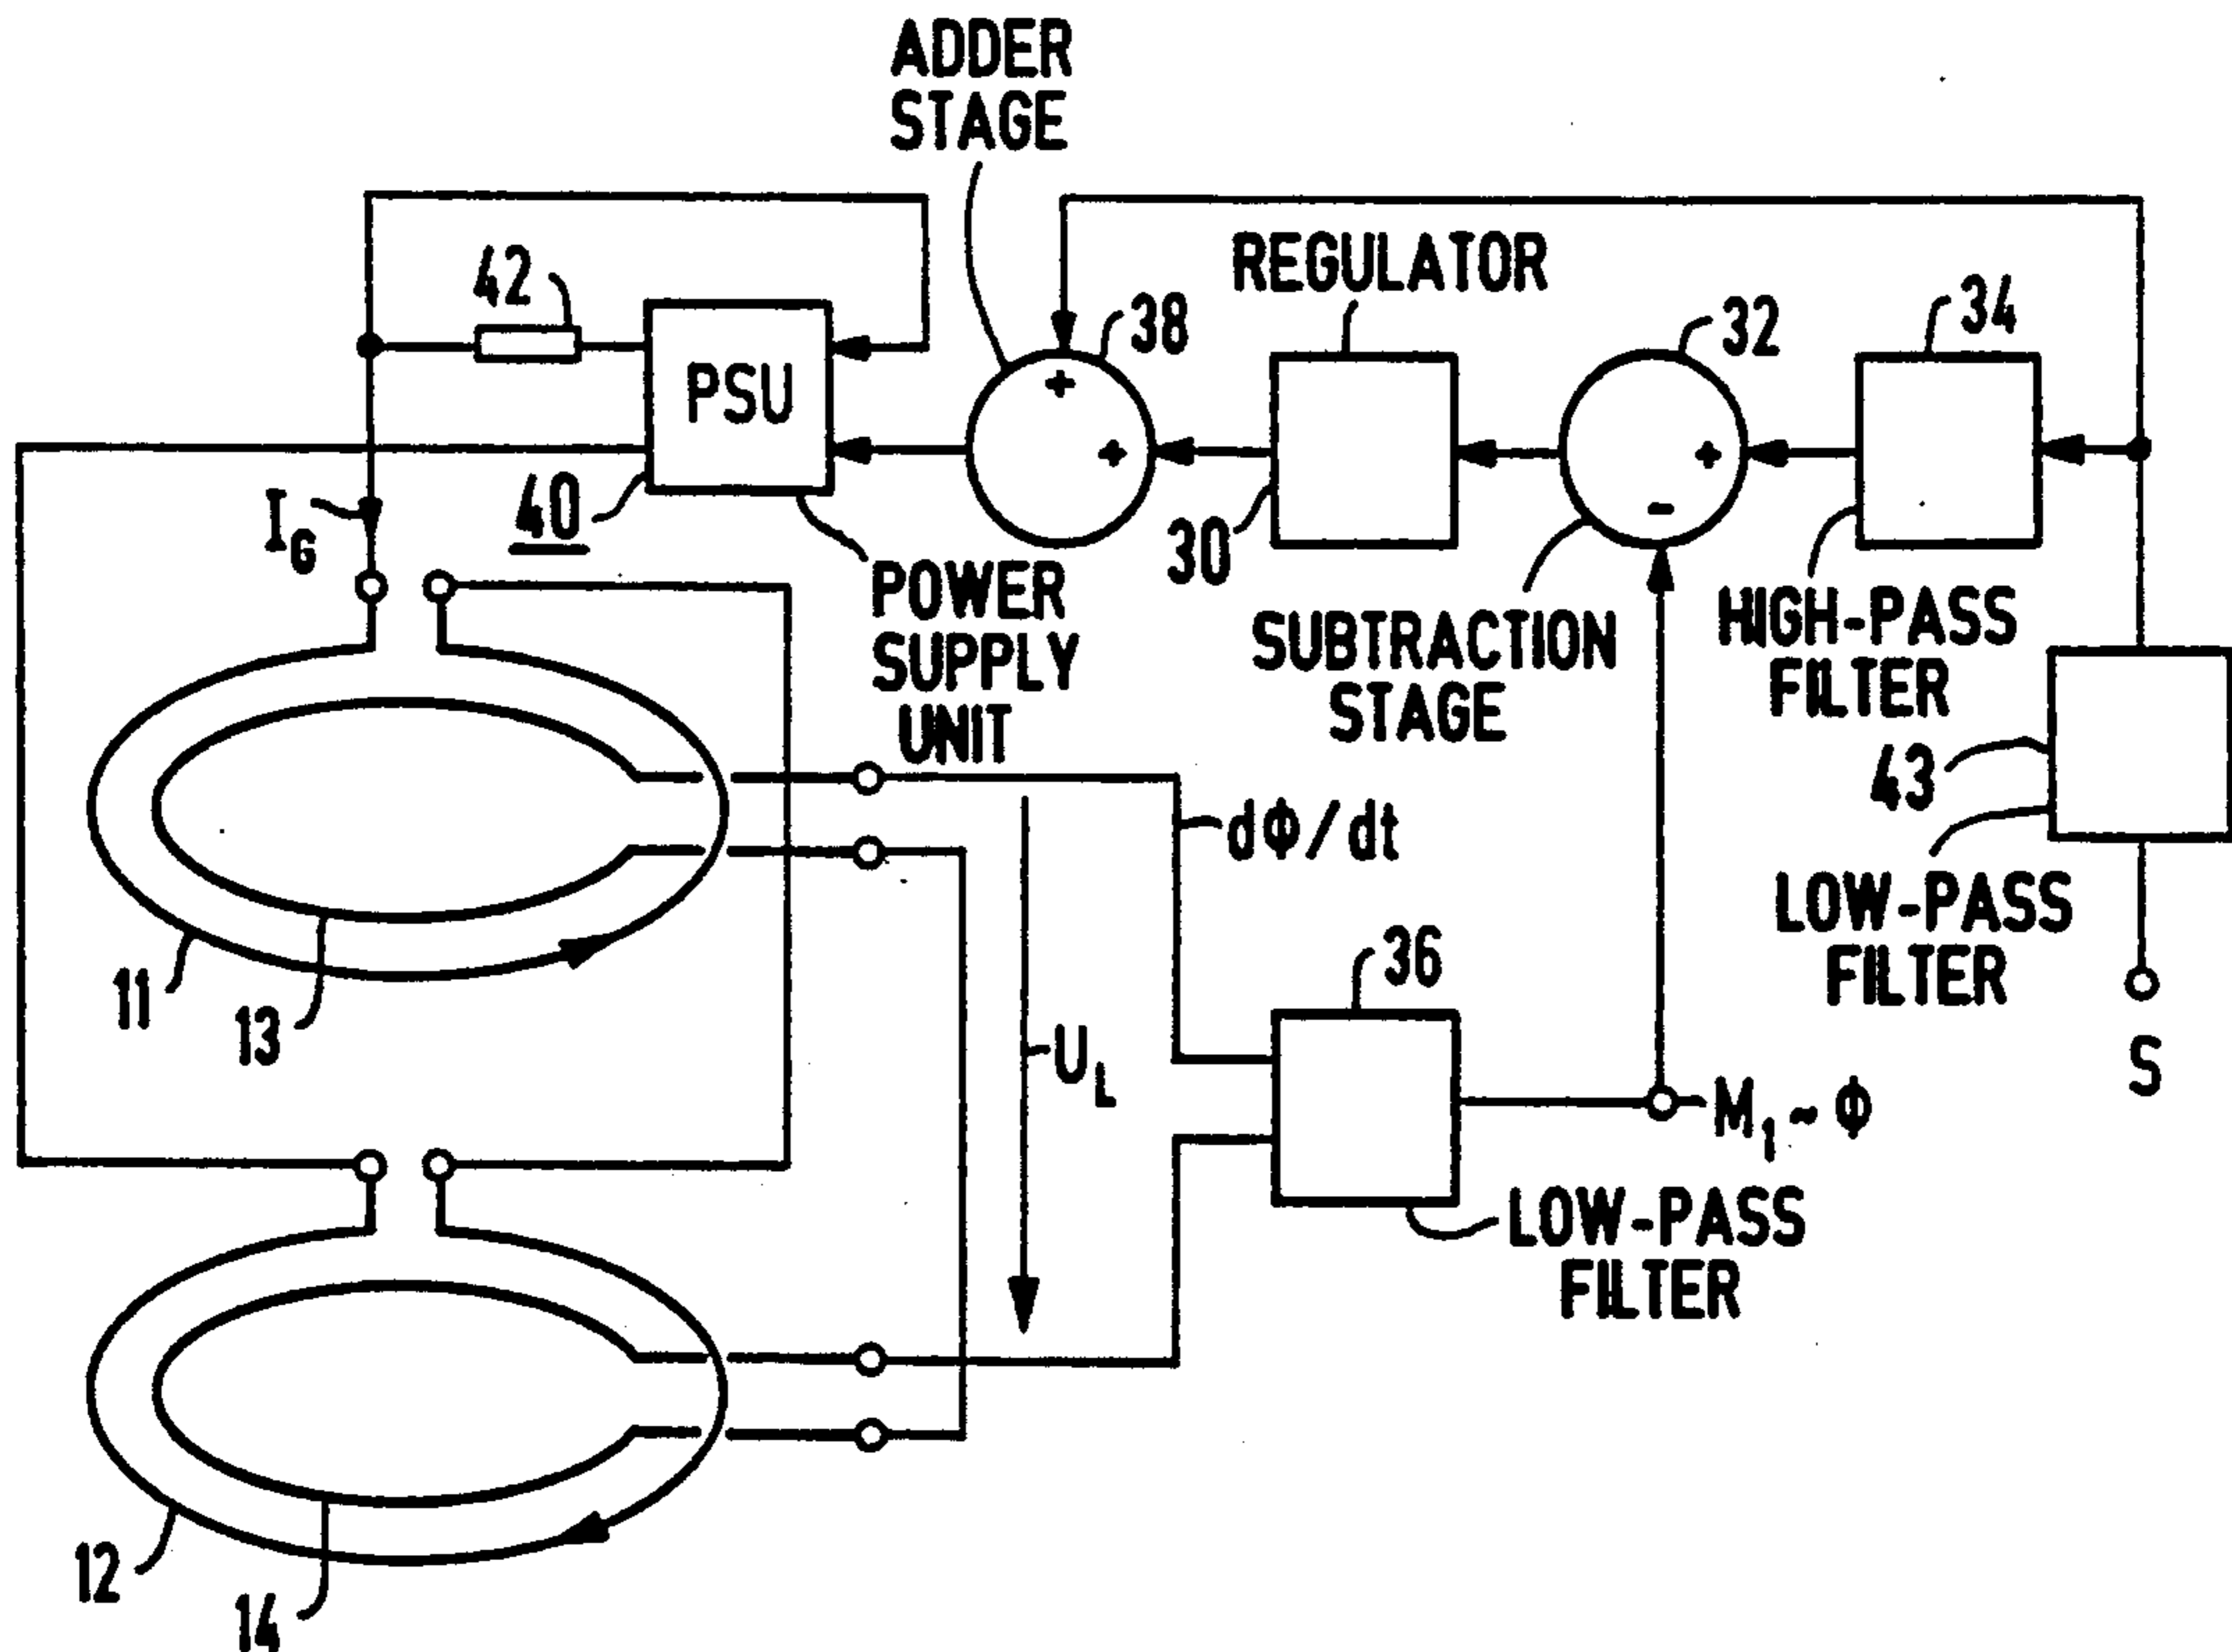 ADDER
STAGE
REGULATOR
42
38
32
34
PSU
+
+
+
-
I_G
40
30
POWER
SUPPLY
UNIT
SUBTRACTION
STAGE
HIGH-PASS
FILTER
43
dΦ/dt
LOW-PASS
FILTER
11
13
36
U_L
S
M_1 ~ Φ
LOW-PASS
FILTER
12
14